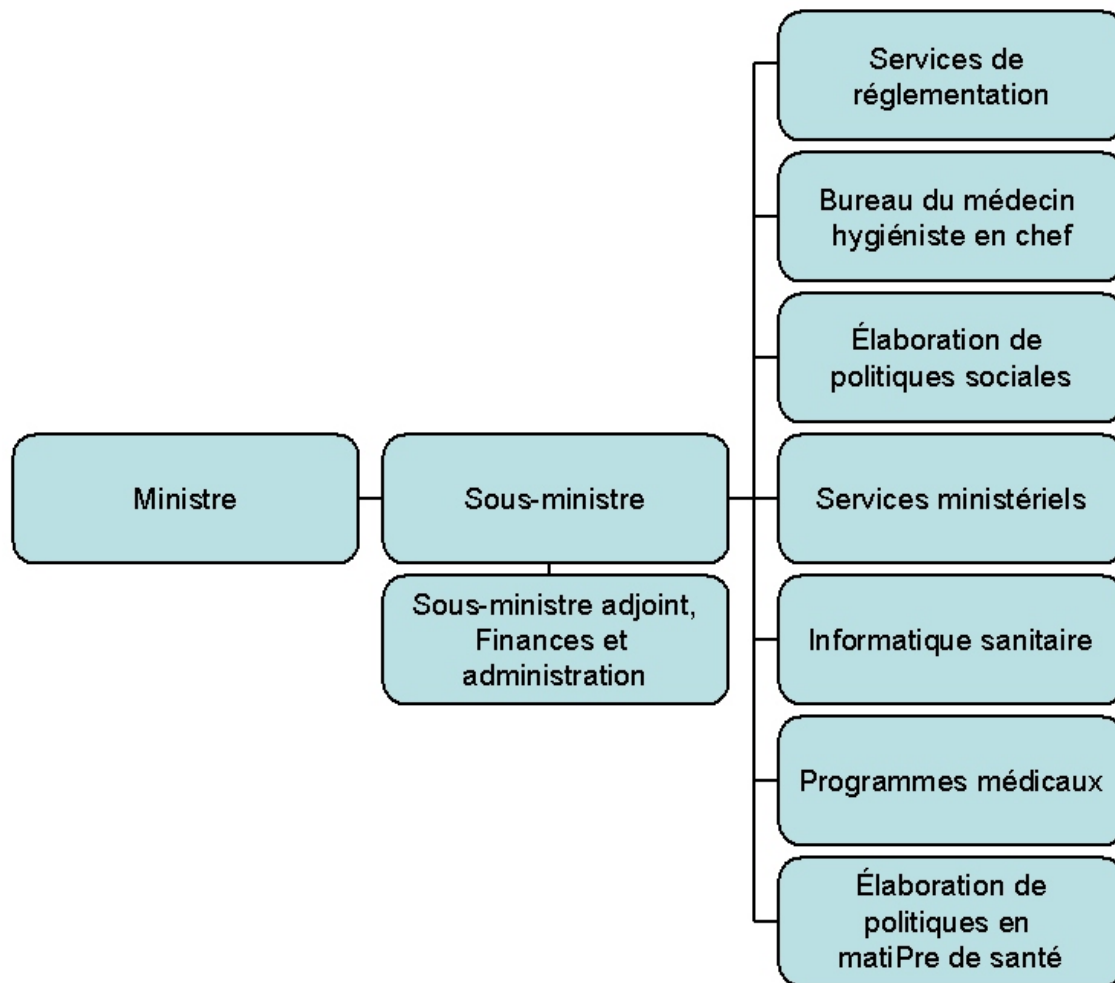 Services de
réglementation
Bureau du médecin
hygiéniste en chef
Élaboration de
politiques sociales
Ministre
Sous-ministre
Services ministériels
Sous-ministre adjoint,
Finances et
administration
Informatique sanitaire
Programmes médicaux
Élaboration de
politiques en
matiPre de santé